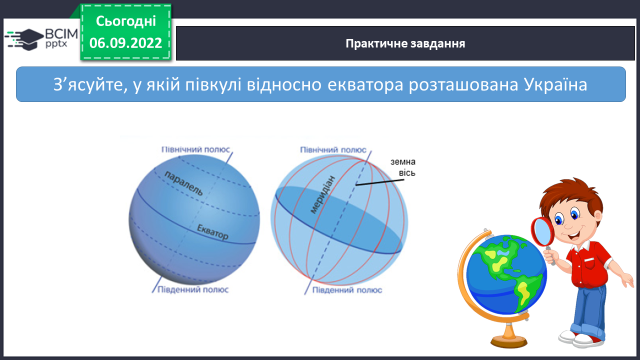 Сьогодні
06.09.2022
ВСІМ
pptx
Практичне завдання
З’ясуйте, у якій півкулі відносно екватора розташована Україна
Північний полюс
паралель
Екватор
Південний полюс
Північний полюс
земна
вісь
меридіан
Південний полюс